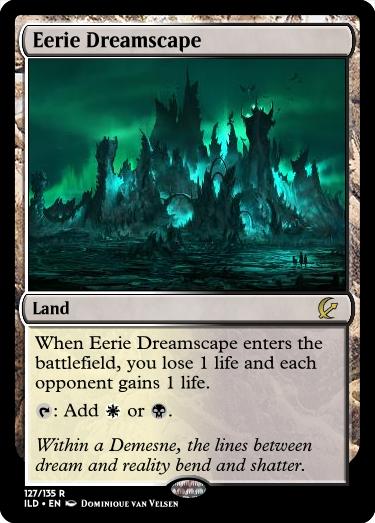 Eerie Dreamscape
Land
When Eerie Dreamscape enters the
battlefield, you lose 1 life and each
opponent gains 1 life.
: Add or .
Within a Demesne, the lines between
dream and reality bend and shatter.
127/135 R
ILD • EN DOMINIQUE VAN VELSEN